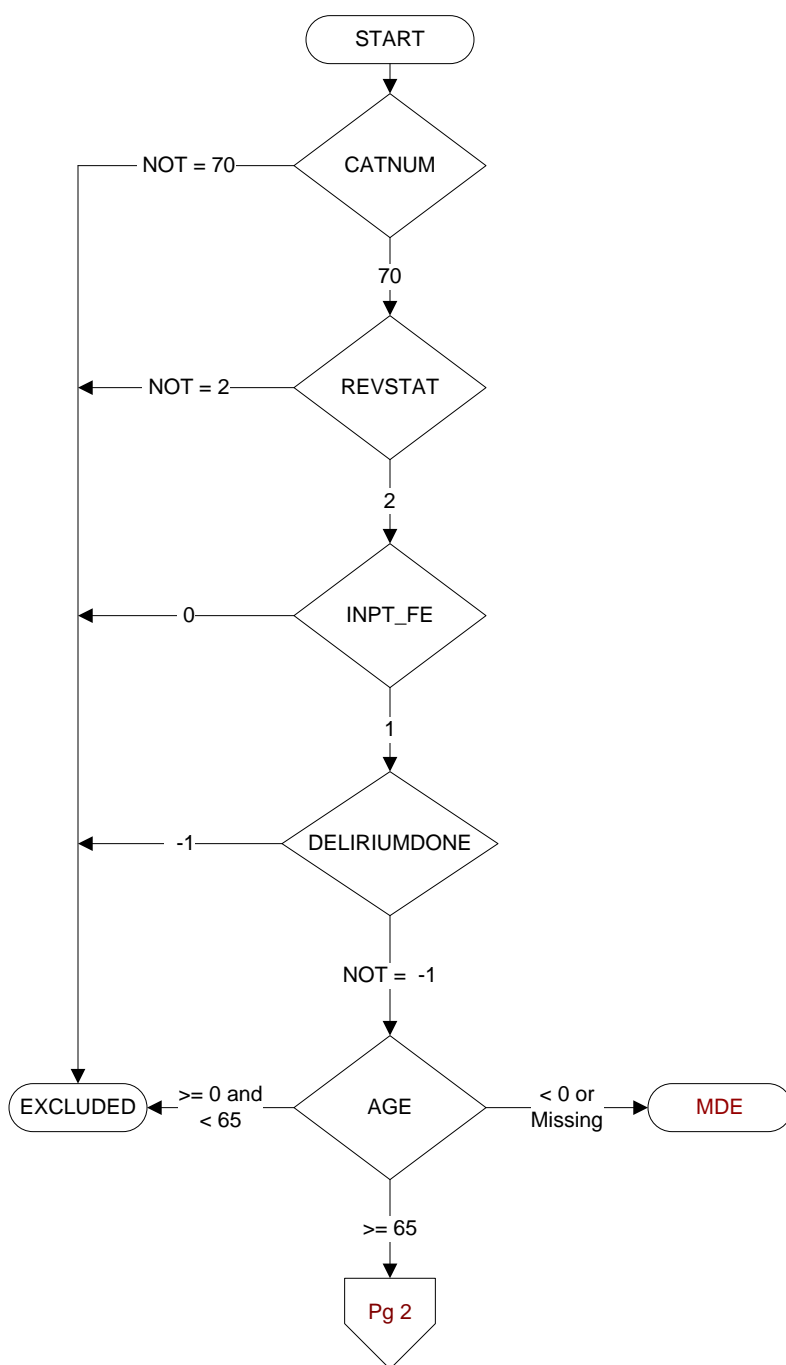 START
NOT = 70
CATNUM
70
NOT = 2
REVSTAT
2
0
INPT_FE
1
-1
DELIRIUMDONE
NOT = -1
EXCLUDED
>= 0 and
< 65
AGE
< 0 or
Missing
MDE
>= 65
Pg 2